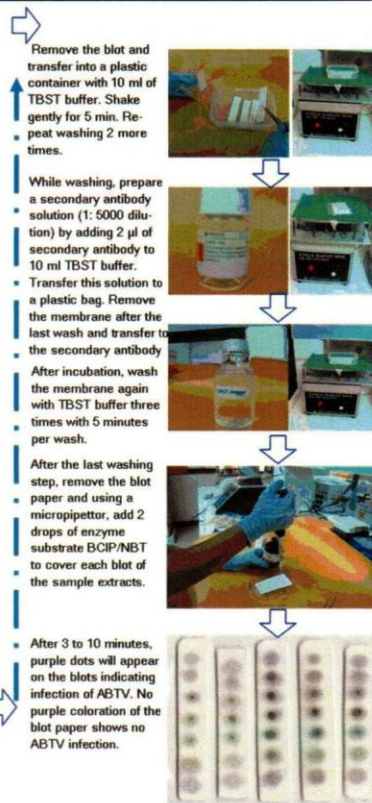 Remove the blot and
transfer into a plastic
container with 10 ml of
TBST buffer. Shake
gently for 5 min. Re-
peat washing 2 more
times.
While washing, prepare
a secondary antibody
solution (1: 5000 dilu-
tion) by adding 2 µl of
secondary antibody to
10 ml TBST buffer.
Transfer this solution to
a plastic bag. Remove
the membrane after the
last wash and transfer to
the secondary antibody
After incubation, wash
the membrane again
with TBST buffer three
times with 5 minutes
per wash.
After the last washing
step, remove the blot
paper and using a
micropipettor, add 2
drops of enzyme
substrate BCIP/NBT
to cover each blot of
the sample extracts.
After 3 to 10 minutes,
purple dots will appear
on the blots indicating
infection of ABTV. No
purple coloration of the
blot paper shows no
ABTV infection.